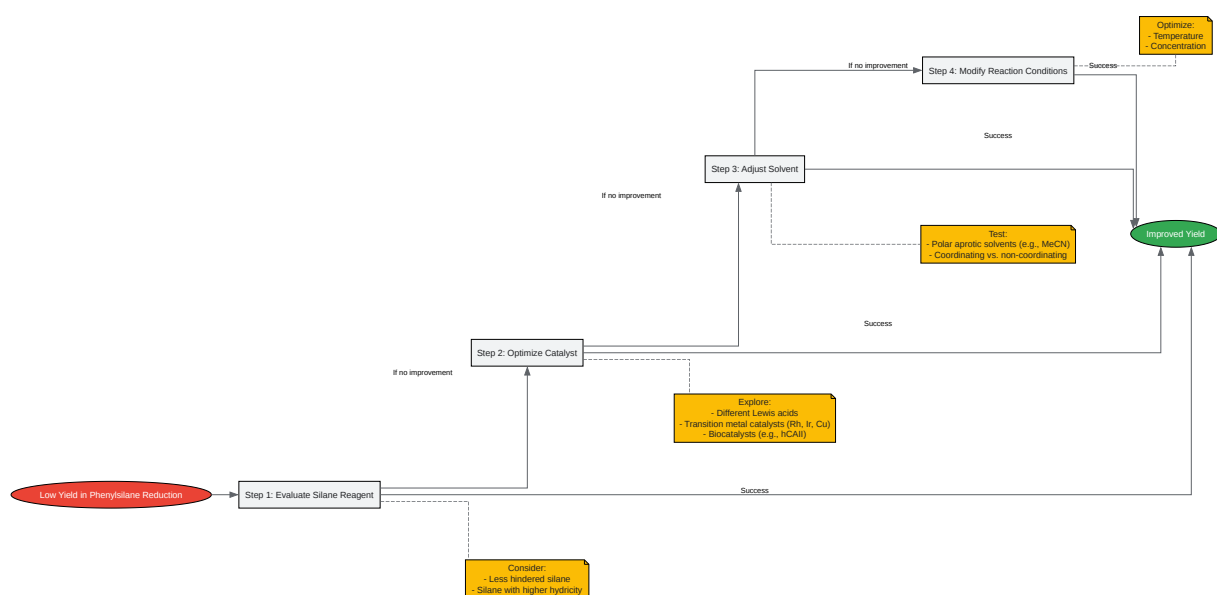 Optimize:
- Temperature
- Concentration
If no improvement
Step 4: Modify Reaction Conditions
Success
Success
Step 3: Adjust Solvent
If no improvement
Test:
- Polar aprotic solvents (e.g., MeCN)
- Coordinating vs. non-coordinating
Improved Yield
Success
Step 2: Optimize Catalyst
If no improvement
Explore:
- Different Lewis acids
- Transition metal catalysts (Rh, Ir, Cu)
- Biocatalysts (e.g., hCAII)
Low Yield in Phenylsilane Reduction
Step 1: Evaluate Silane Reagent
Success
Consider:
- Less hindered silane
- Silane with higher hydricity